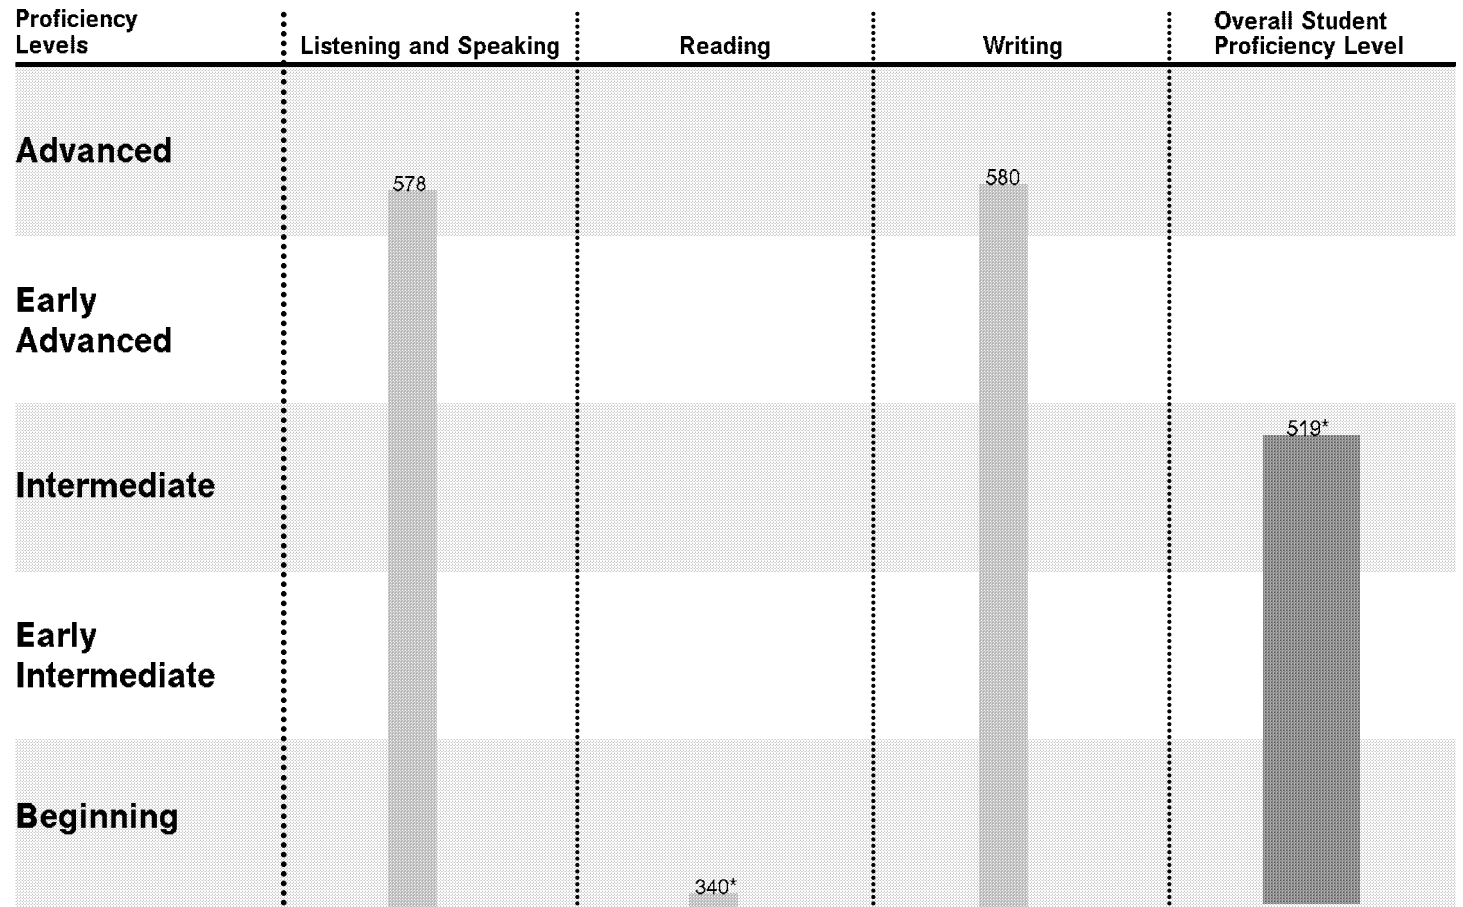 Proficiency
Levels
Listening and Speaking
Reading
Writing
Overall Student
Proficiency Level
Advanced
578
580
Early
Advanced
519*
Intermediate
Early
Intermediate
Beginning
340*